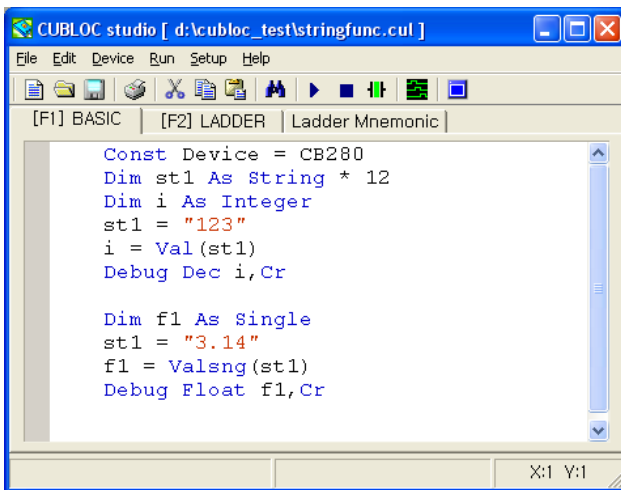 CUBLOC studio [ d:\cubloc_test\stringfunc.cul ]
File Edit Device Run Setup Help
[F1] BASIC [F2] LADDER Ladder Mnemonic
Const Device = CB280
Dim st1 As String * 12
Dim i As Integer
st1 = "123"
i = Val(st1)
Debug Dec i,Cr
Dim f1 As Single
st1 = "3.14"
f1 = Valsng(st1)
Debug Float f1,Cr
X:1 Y:1